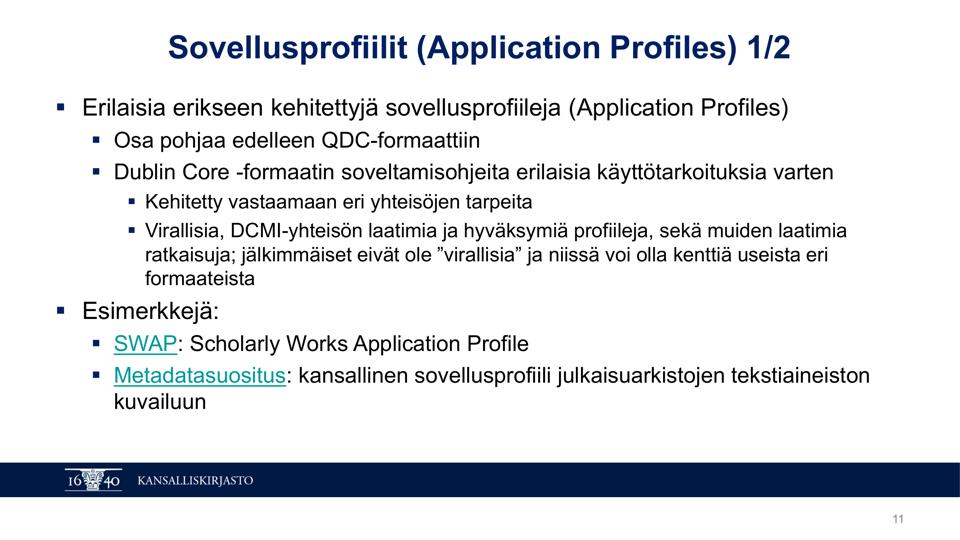 Sovellusprofiilit (Application Profiles) 1/2
▪ Erilaisia erikseen kehitettyjä sovellusprofiileja (Application Profiles)
▪ Osa pohjaa edelleen QDC-formaattiin
▪ Dublin Core -formaatin soveltamisohjeita erilaisia käyttötarkoituksia varten
▪ Kehitetty vastaamaan eri yhteisöjen tarpeita
▪ Virallisia, DCMI-yhteisön laatimia ja hyväksymiä profiileja, sekä muiden laatimia
ratkaisuja; jälkimmäiset eivät ole ”virallisia” ja niissä voi olla kenttiä useista eri
formaateista
▪ Esimerkkejä:
▪ SWAP: Scholarly Works Application Profile
▪ Metadatasuositus: kansallinen sovellusprofiili julkaisuarkistojen tekstiaineiston
kuvailuun
16 40 KANSALLISKIRJASTO
11